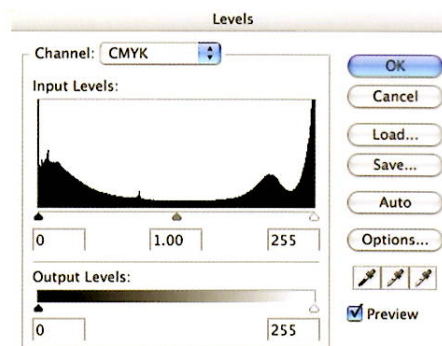 Levels
Channel: CMYK
OK
Input Levels:
Cancel
Load...
Save...
Auto
0 1.00 255
Options...
Output Levels:
Preview
0 255